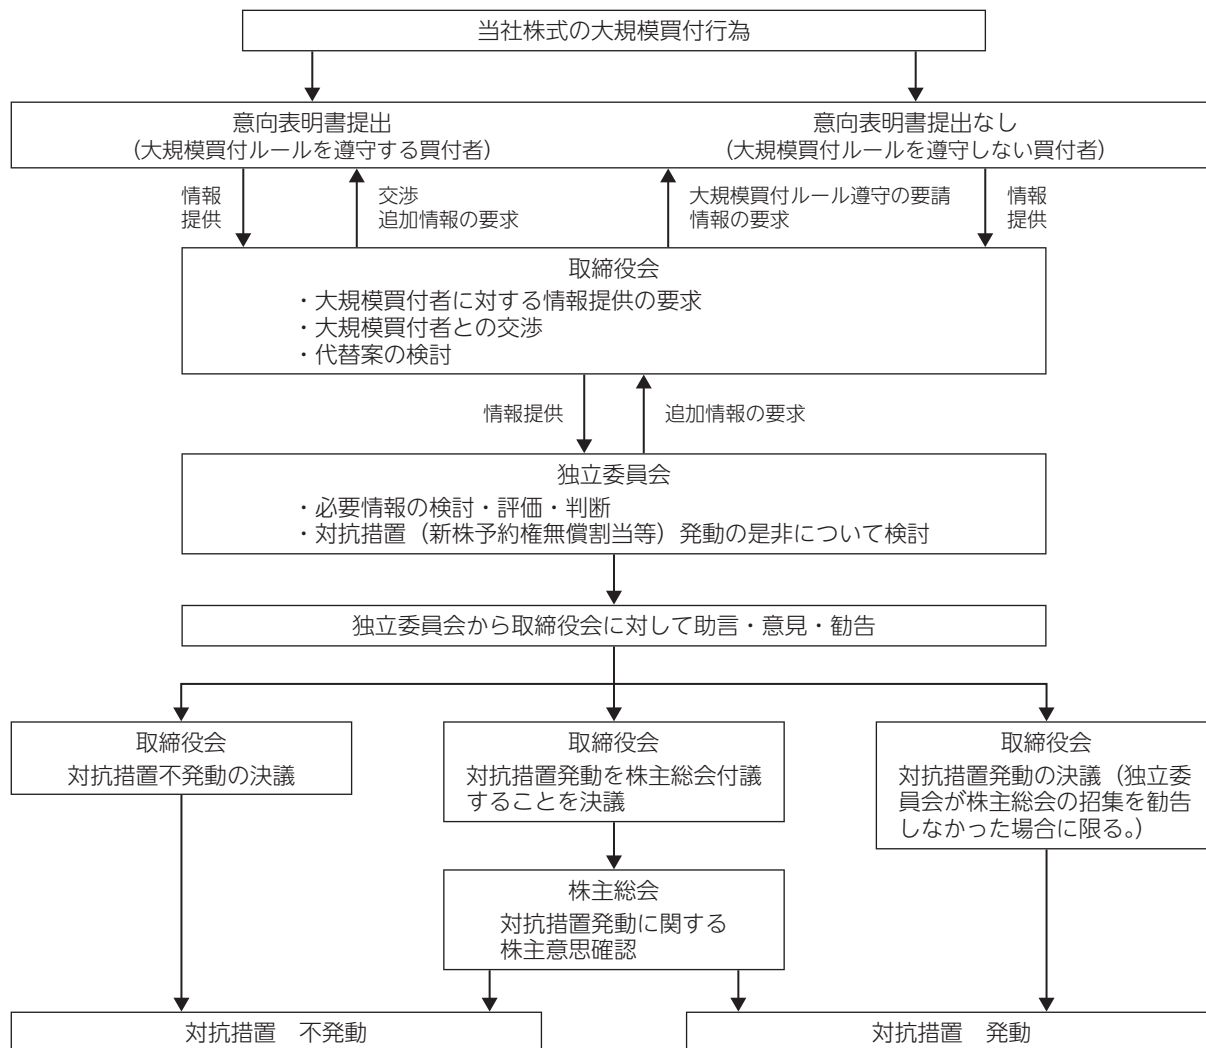 当社株式の大規模買付行為
意向表明書提出
(大規模買付ルールを遵守する買付者)
意向表明書提出なし
(大規模買付ルールを遵守しない買付者)
情報
提供
交渉
追加情報の要求
大規模買付ルール遵守の要請
情報の要求
情報
提供
取締役会
・大規模買付者に対する情報提供の要求
・大規模買付者との交渉
・代替案の検討
情報提供
追加情報の要求
独立委員会
・必要情報の検討・評価・判断
・対抗措置(新株予約権無償割当等)発動の是非について検討
独立委員会から取締役会に対して助言・意見・勧告
取締役会
対抗措置不発動の決議
取締役会
対抗措置発動を株主総会付議
することを決議
取締役会
対抗措置発動の決議(独立委
員会が株主総会の招集を勧告
しなかった場合に限る。)
株主総会
対抗措置発動に関する
株主意思確認
対抗措置 不発動
対抗措置 発動